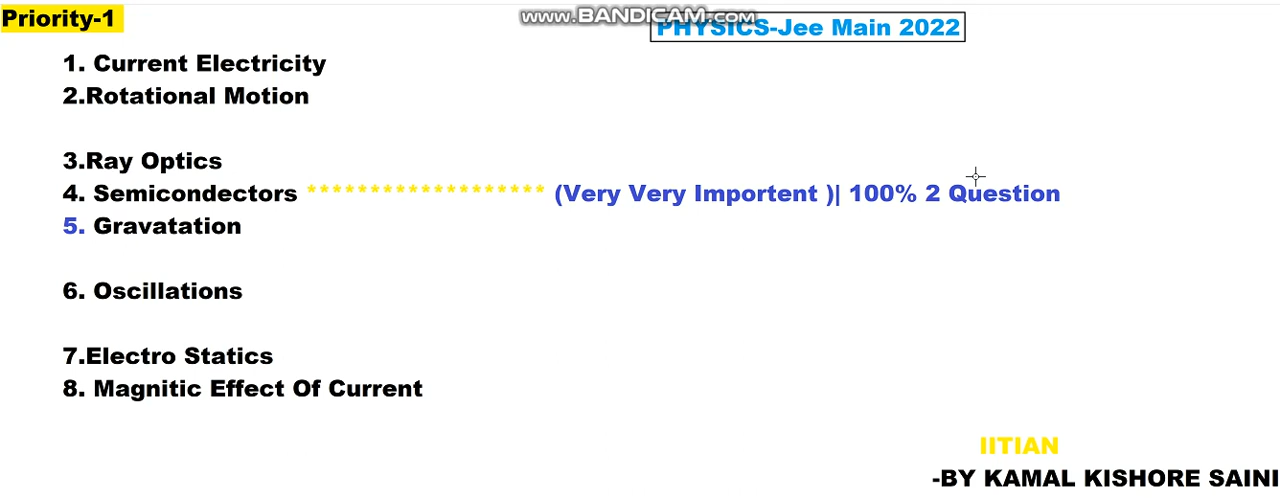 Priority-1
www.BANDICAM.com
PHYSICS-Jee Main 2022
1. Current Electricity
2.Rotational Motion
3.Ray Optics
4. Semicondectors ******************* (Very Very Importent )| 100% 2 Question
5. Gravatation
6. Oscillations
7.Electro Statics
8. Magnitic Effect Of Current
IITIAN
-BY KAMAL KISHORE SAINI